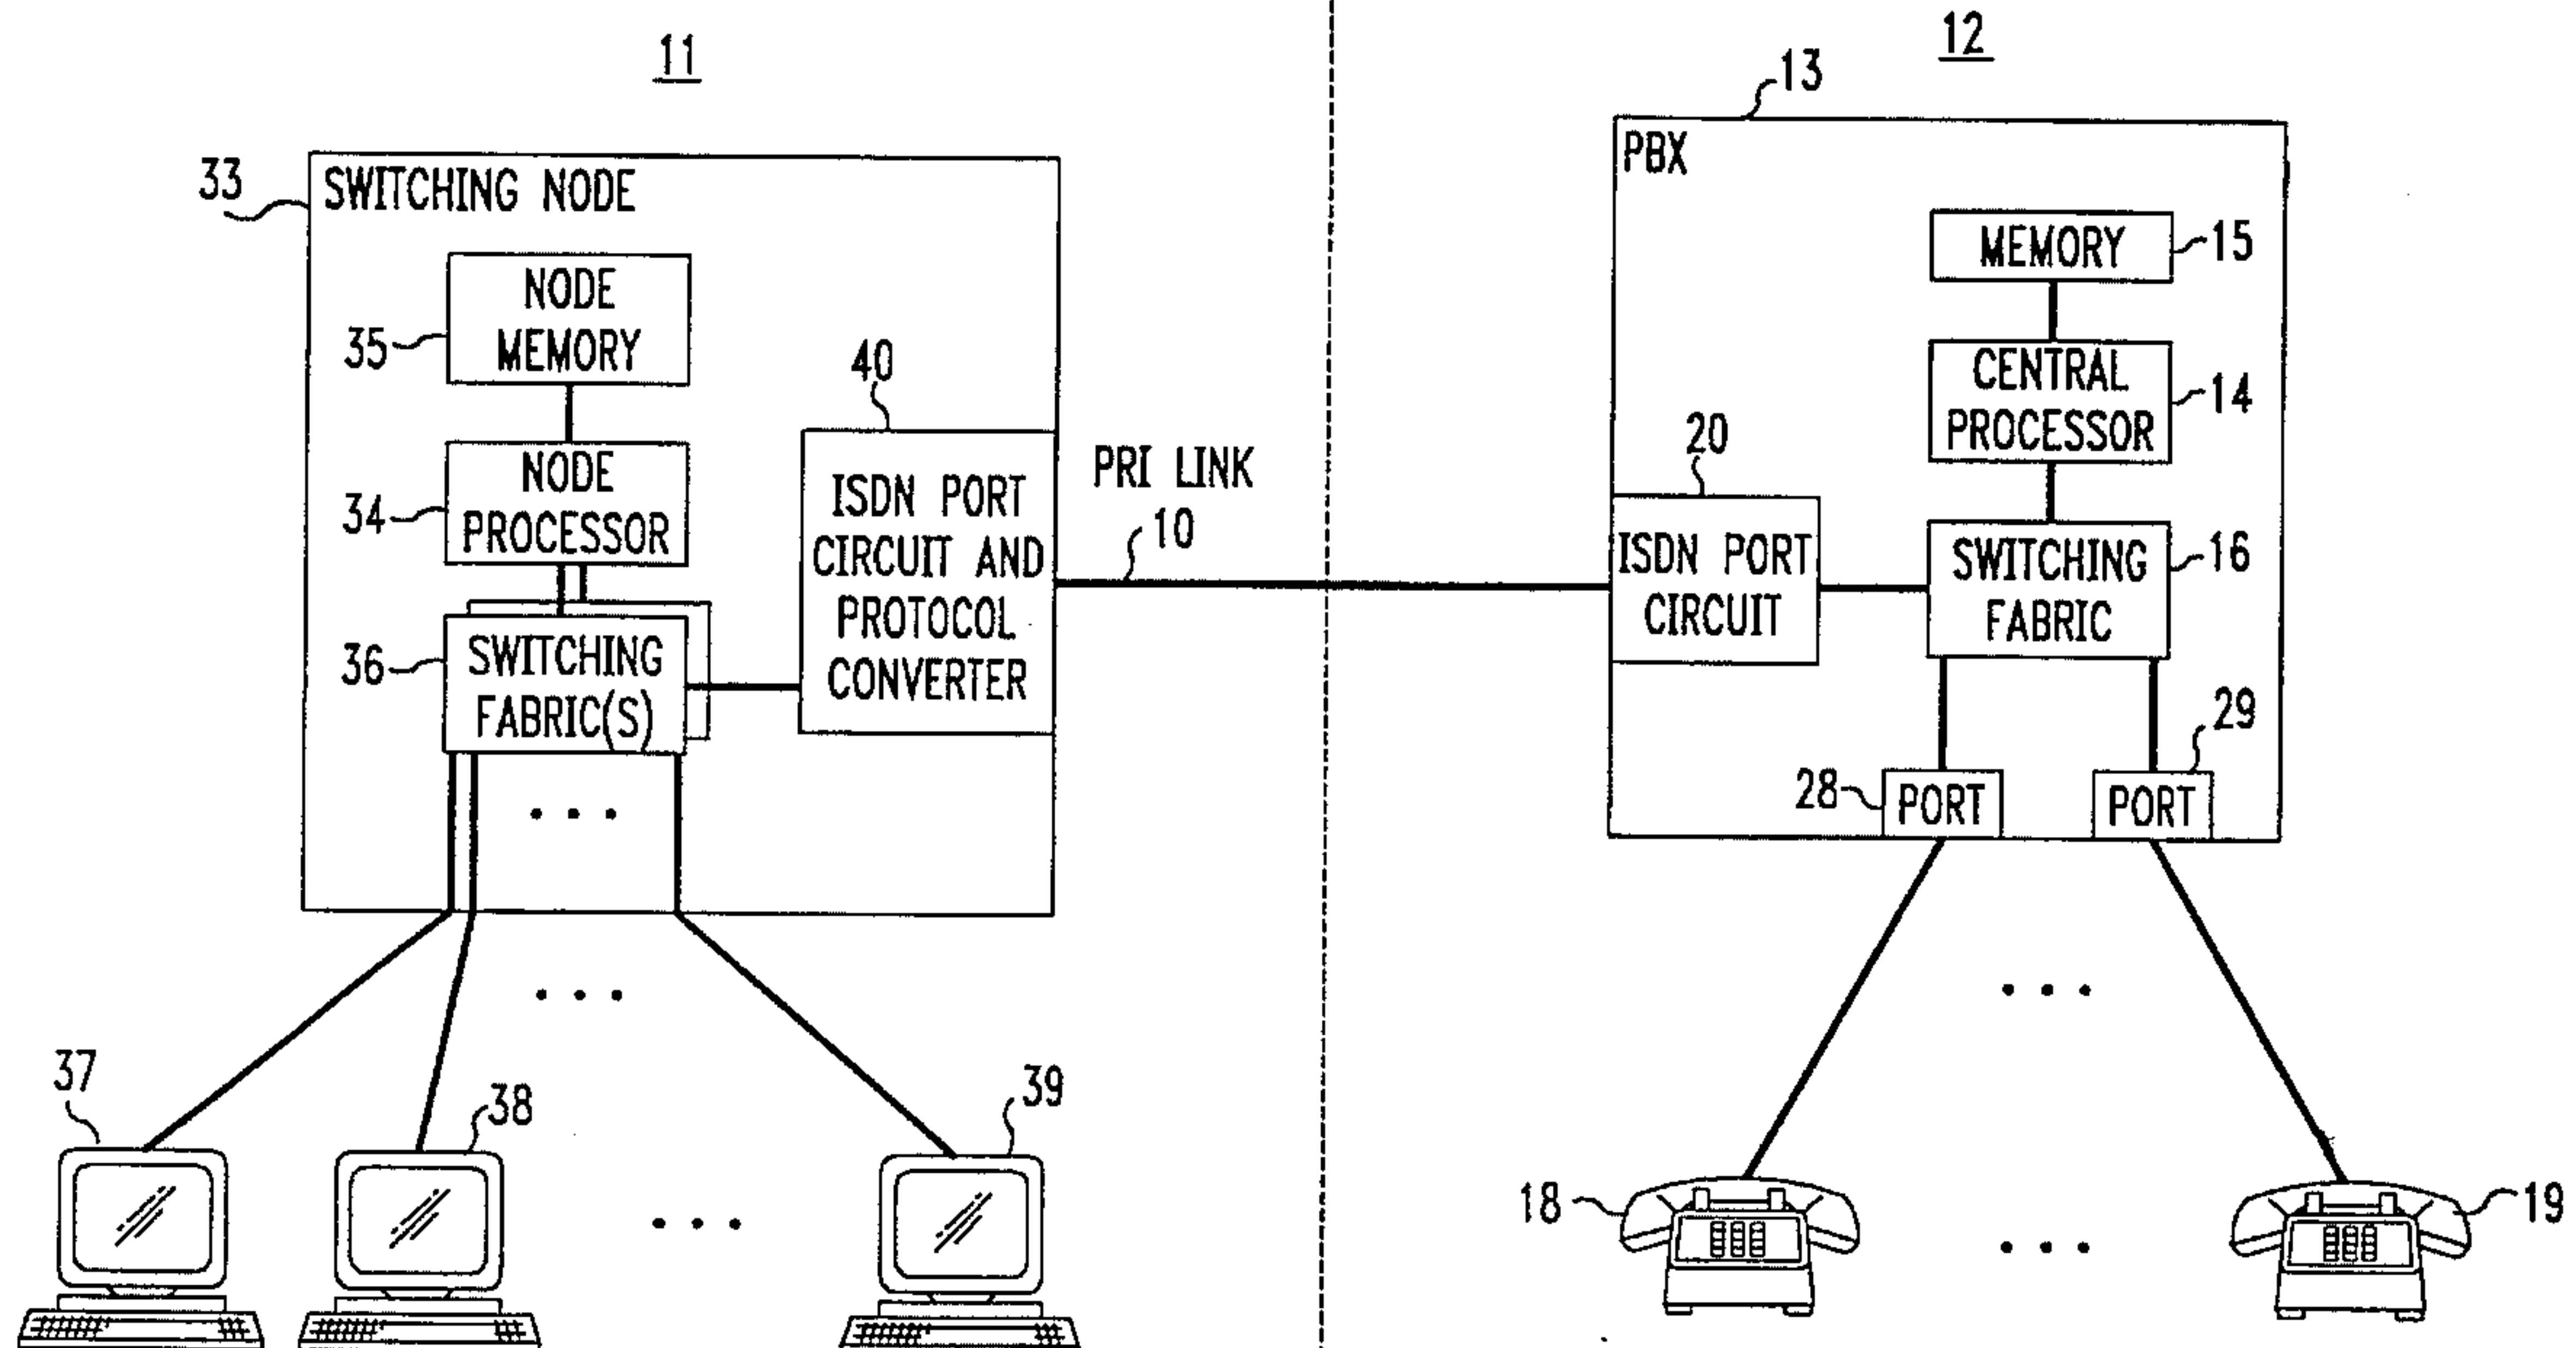 11
12
13
33
SWITCHING NODE
PBX
NODE
MEMORY
35
MEMORY
15
40
CENTRAL
PROCESSOR
14
NODE
PROCESSOR
34
ISDN PORT
CIRCUIT AND
PROTOCOL
CONVERTER
PRI LINK
10
20
ISDN PORT
CIRCUIT
SWITCHING
FABRIC
16
36
SWITCHING
FABRIC(S)
28
PORT
29
PORT
37
38
39
18
19